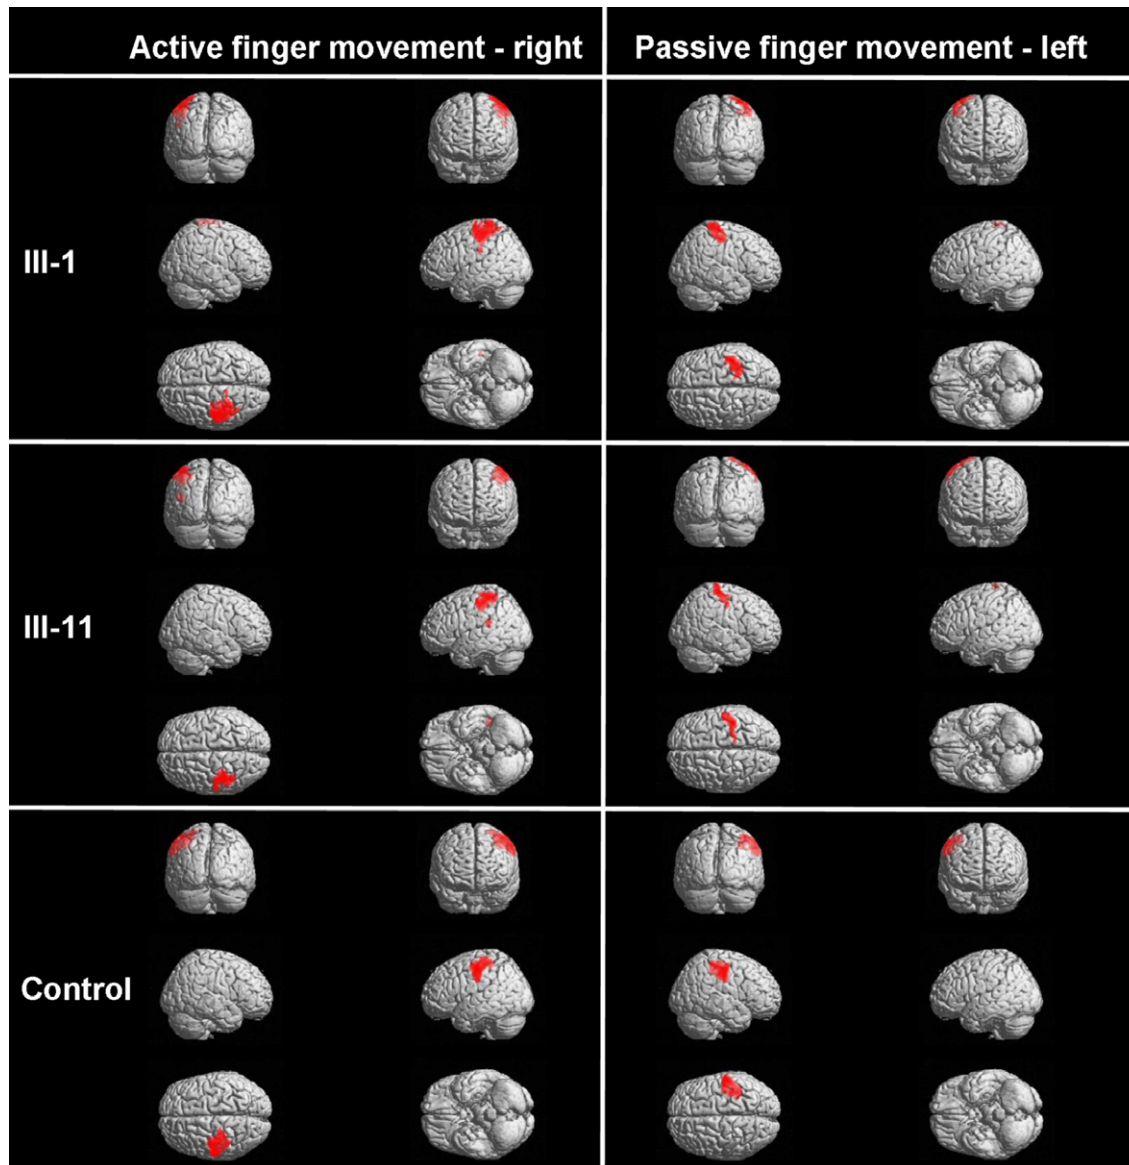 Active finger movement - right
Passive finger movement - left
III-1
III-11
Control